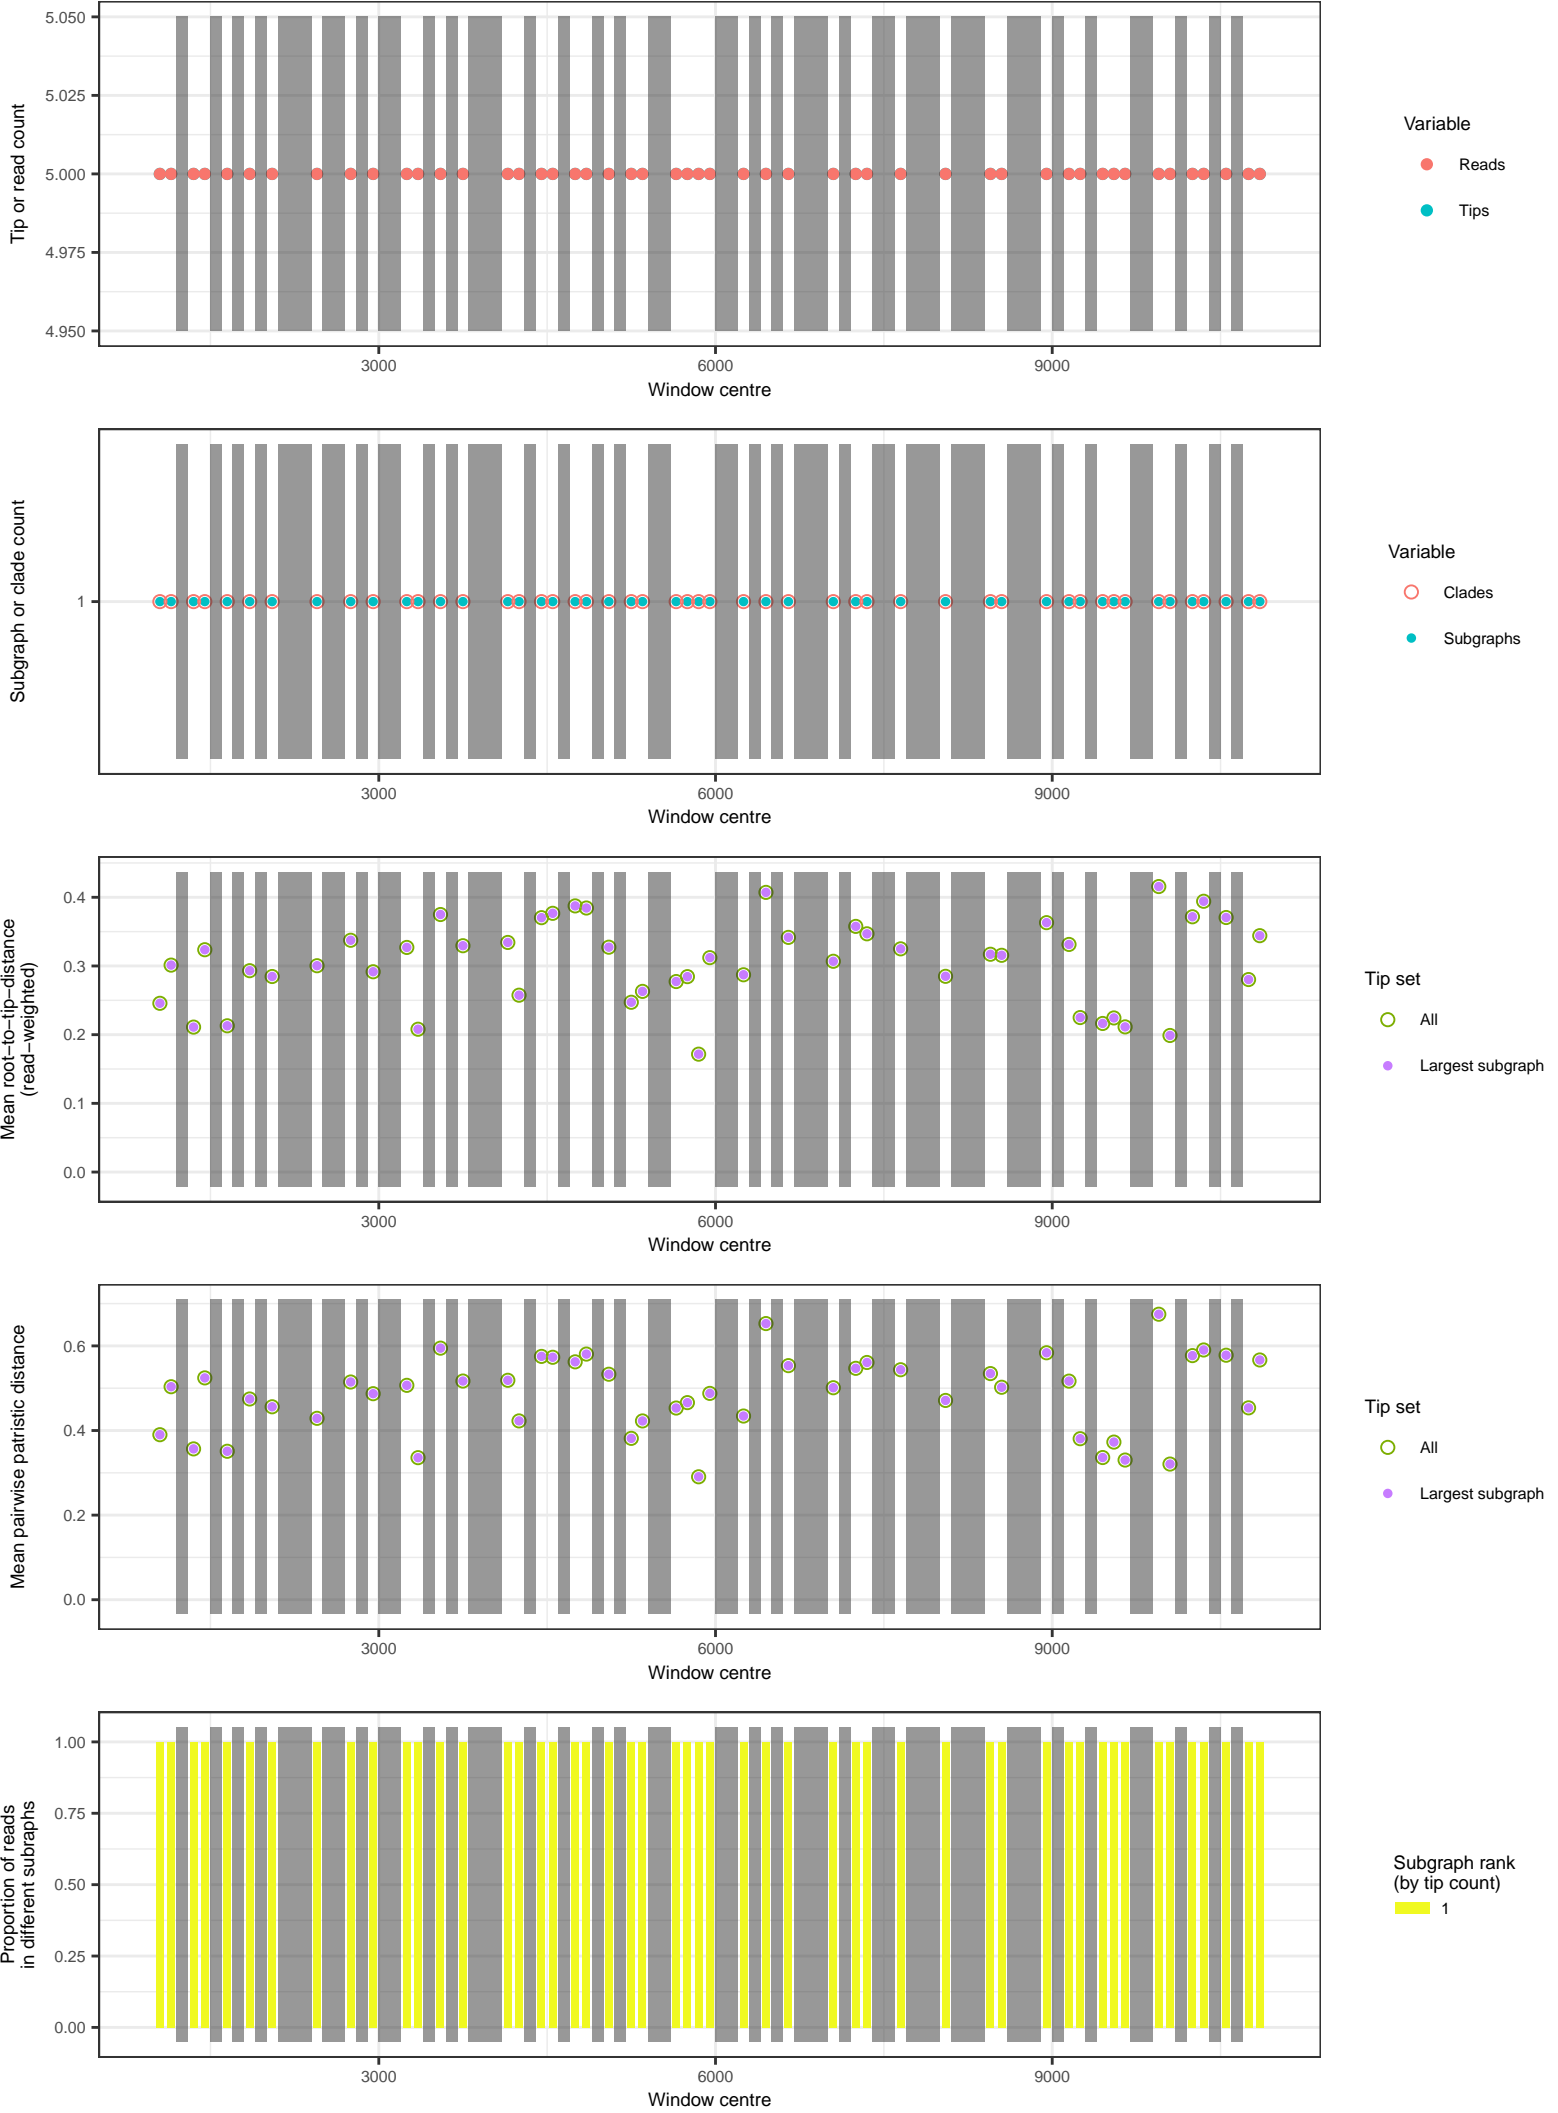 5.050
5.025
5.000
4.975
4.950
Tip or read count
3000 6000 9000
Window centre
Variable
Reads
Tips
1
Subgraph or clade count
3000 6000 9000
Window centre
Variable
Clades
Subgraphs
0.4
0.3
0.2
0.1
0.0
Mean root−to−tip−distance
(read−weighted)
3000 6000 9000
Window centre
Tip set
All
Largest subgraph
0.6
0.4
0.2
0.0
Mean pairwise patristic distance
3000 6000 9000
Window centre
Tip set
All
Largest subgraph
1.00
0.75
0.50
0.25
0.00
Proportion of reads
in different subraphs
3000 6000 9000
Window centre
Subgraph rank
(by tip count)
1